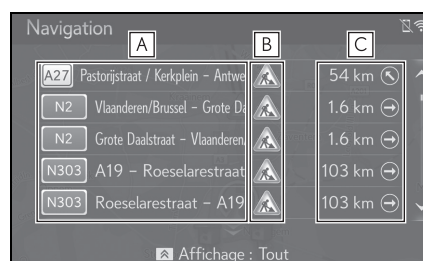 Navigation
A B C
A27 Pastorijstraat / Kerkplein – Antwe 54 km
N2 Vlaanderen/Brussel – Grote Da 1.6 km
N2 Grote Daalstraat – Vlaanderen 1.6 km
N303 A19 – Roeselarestraat 103 km
N303 Roeselarestraat – A19 103 km
Affichage : Tout